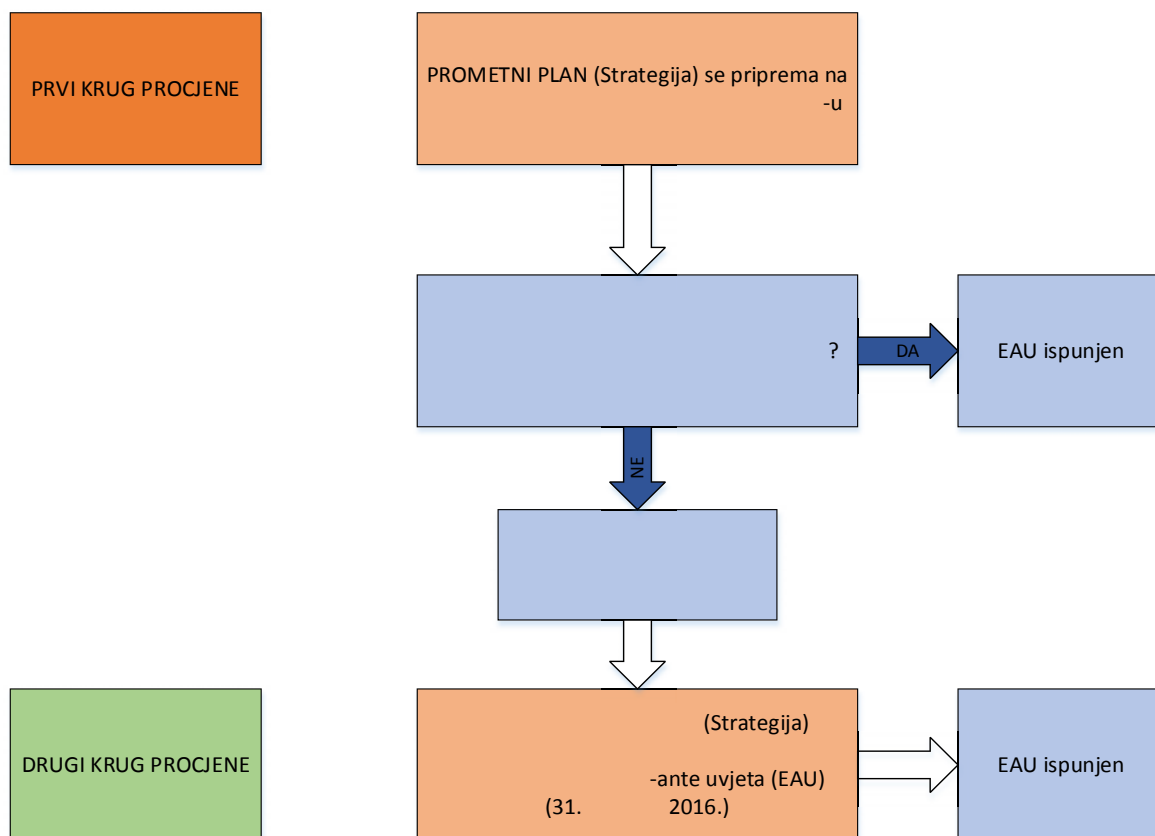 PRVI KRUG PROCJENE
PROMETNI PLAN (Strategija) se priprema na
-u
?
DA
EAU ispunjen
NE
DRUGI KRUG PROCJENE
(Strategija)
-ante uvjeta (EAU)
(31. 2016.)
EAU ispunjen